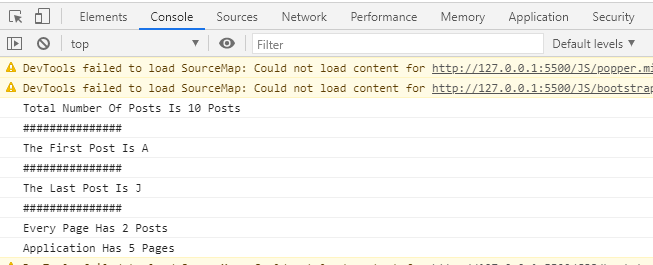 Elements Console Sources Network Performance Memory Application Security
top Filter Default levels
DevTools failed to load SourceMap: Could not load content for http://127.0.0.1:5500/JS/popper.mi
DevTools failed to load SourceMap: Could not load content for http://127.0.0.1:5500/JS/bootstrap
Total Number Of Posts Is 10 Posts
###############
The First Post Is A
###############
The Last Post Is J
###############
Every Page Has 2 Posts
Application Has 5 Pages